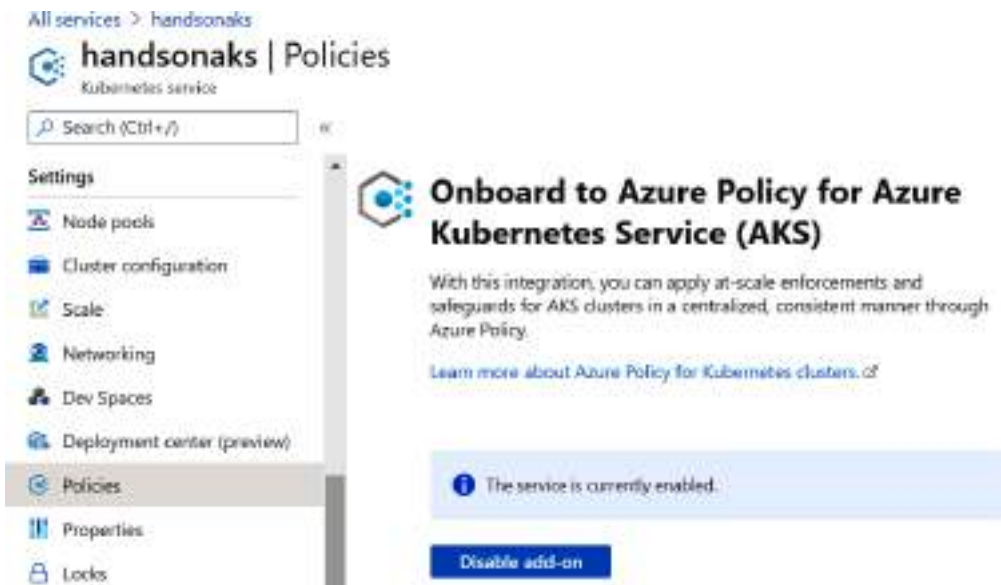 All services > handsonaks
handsonaks | Policies
Kubernetes service
Search (Ctrl+/)
«
Settings
Node pools
Cluster configuration
Scale
Networking
Dev Spaces
Deployment center (preview)
Policies
Properties
Locks
Onboard to Azure Policy for Azure
Kubernetes Service (AKS)
With this integration, you can apply at-scale enforcements and
safeguards for AKS clusters in a centralized, consistent manner through
Azure Policy.
Learn more about Azure Policy for Kubernetes clusters.
The service is currently enabled.
Disable add-on